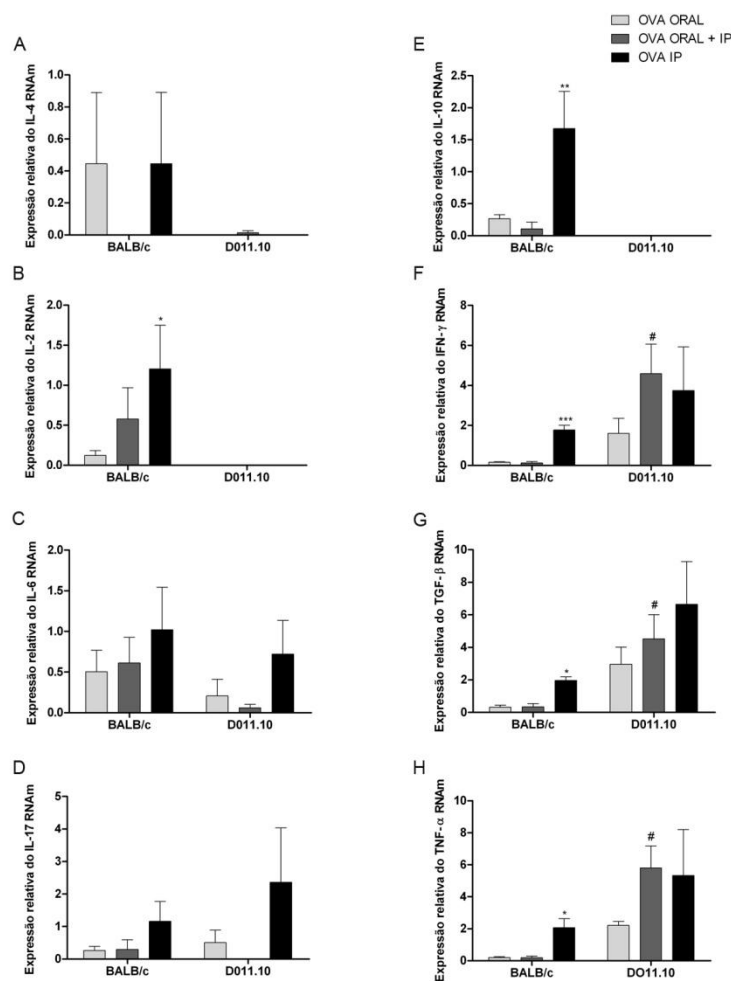 OVA ORAL
OVA ORAL + IP
OVA IP
A
Expressão relativa do IL-4 RNAm
1.0
0.8
0.6
0.4
0.2
0.0
BALB/c D011.10
B
Expressão relativa do IL-2 RNAm
2.0
1.5
1.0
0.5
0.0
*
BALB/c D011.10
C
Expressão relativa do IL-6 RNAm
2.0
1.5
1.0
0.5
0.0
BALB/c D011.10
D
Expressão relativa do IL-17 RNAm
5
4
3
2
1
0
BALB/c D011.10
E
Expressão relativa do IL-10 RNAm
2.5
2.0
1.5
1.0
0.5
0.0
**
BALB/c D011.10
F
Expressão relativa do IFN-γ RNAm
8
6
4
2
0
***
#
BALB/c D011.10
G
Expressão relativa do TGF-β RNAm
10
8
6
4
2
0
*
#
BALB/c D011.10
H
Expressão relativa do TNF-α RNAm
10
8
6
4
2
0
*
#
BALB/c DO11.10